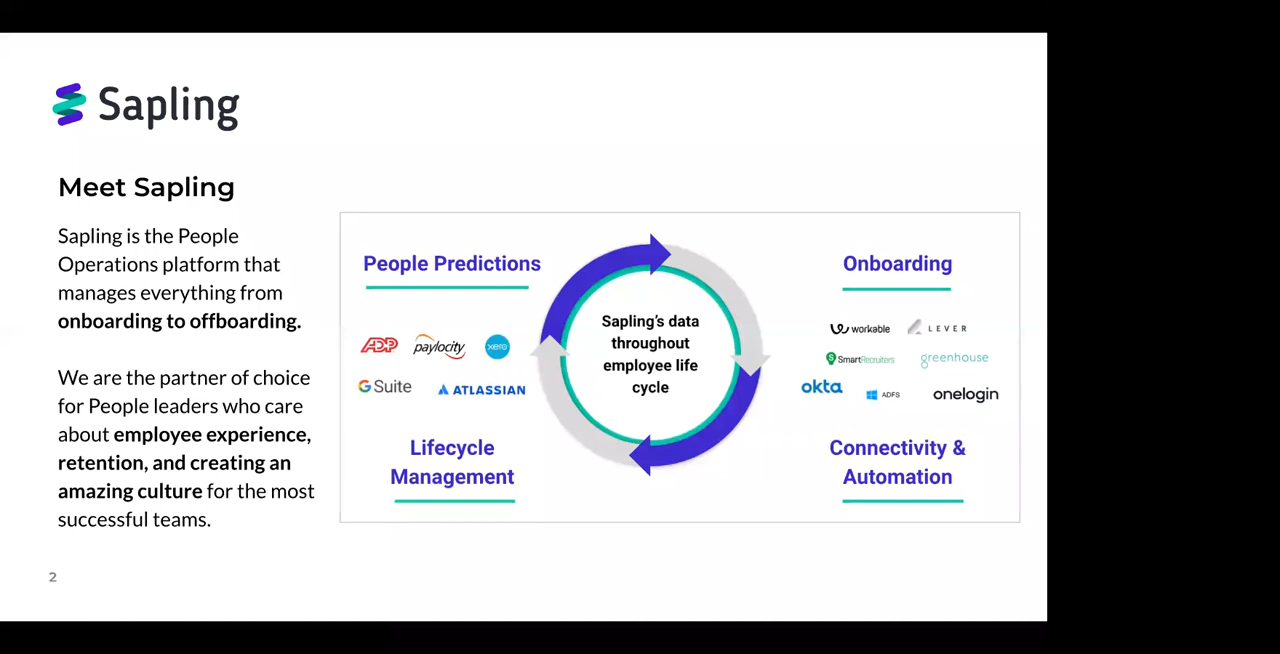 Sapling
Meet Sapling
Sapling is the People
Operations platform that
manages everything from
onboarding to offboarding.
We are the partner of choice
for People leaders who care
about employee experience,
retention, and creating an
amazing culture for the most
successful teams.
People Predictions
ADP
paylocity
xero
G Suite
ATLASSIAN
Lifecycle
Management
Sapling's data
throughout
employee life
cycle
Onboarding
workable
LEVER
SmartRecruiters
greenhouse
okta
ADFS
onelogin
Connectivity &
Automation
2